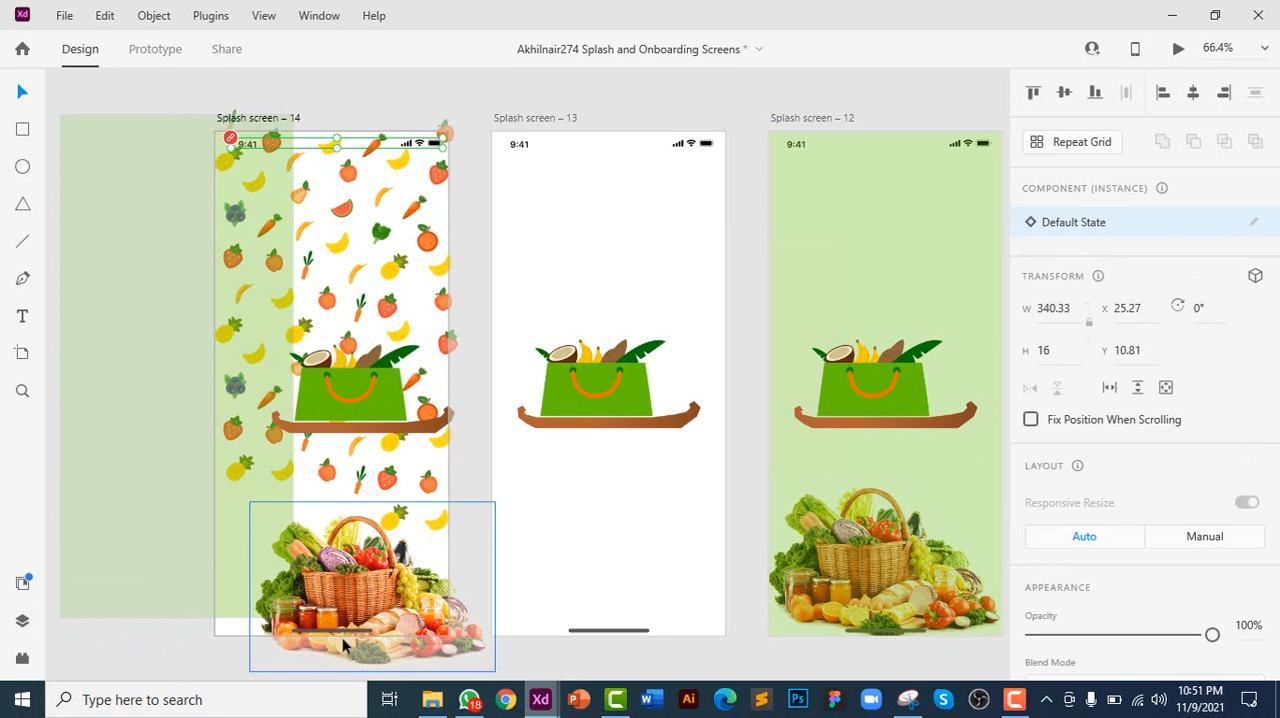 Xd File Edit Object Plugins View Window Help
Design Prototype Share Akhilnair274 Splash and Onboarding Screens * 66.4%
Splash screen – 14 Splash screen – 13 Splash screen – 12
9:41 9:41 9:41
Repeat Grid
COMPONENT (INSTANCE)
Default State
TRANSFORM
W 340.33 X 25.27 0°
H 16 Y 10.81
Fix Position When Scrolling
LAYOUT
Responsive Resize
Auto Manual
APPEARANCE
Opacity
100%
Blend Mode
T
Type here to search 18 Xd P W Ai Ps S 10:51 PM
11/9/2021